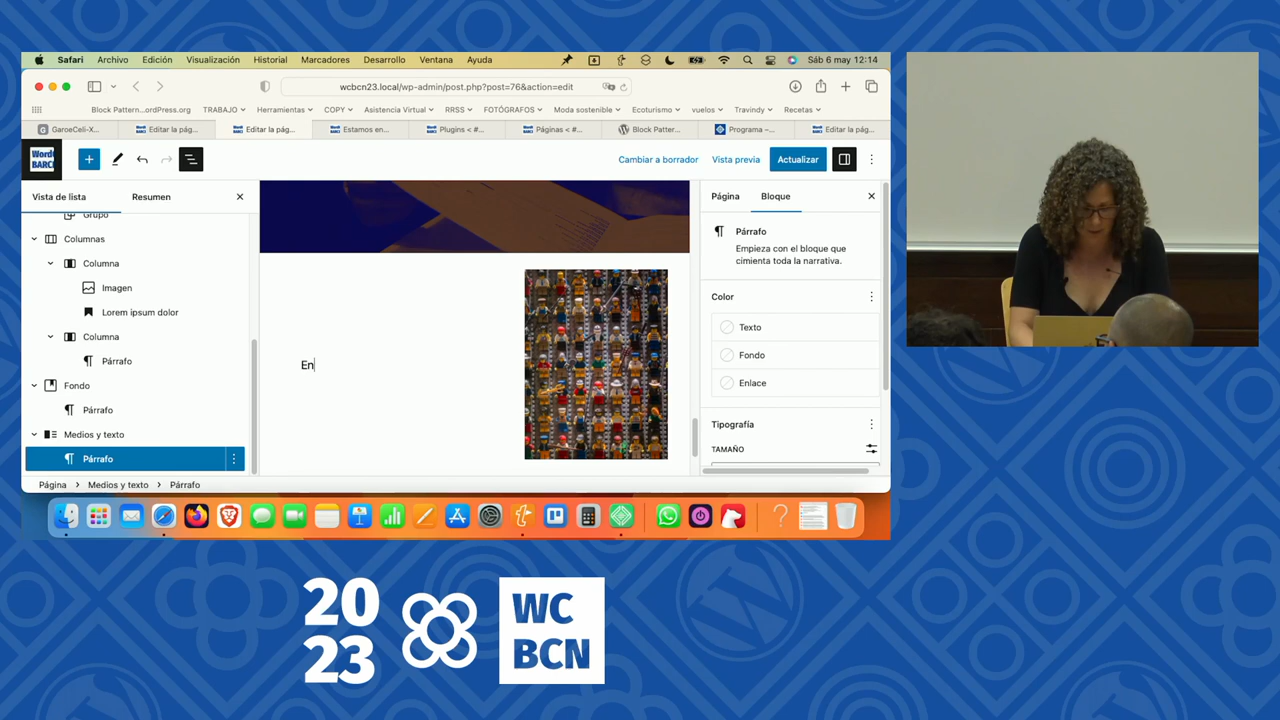 Safari Archivo Edición Visualización Historial Marcadores Desarrollo Ventana Ayuda Sáb 6 may 12:14
wcbcn23.local/wp-admin/post.php?post=76&action=edit
Block Pattern...ordPress.org TRABAJO Herramientas COPY Asistencia Virtual RRSS FOTÓGRAFOS Moda sostenible Ecoturismo vuelos Travindy Recetas
GaroeCeli-X... Editar la pág... Editar la pág... Estamos en... Plugins < #... Páginas < #... Block Patter... Programa –... Editar la pág...
Word
BARC
Cambiar a borrador Vista previa Actualizar
Vista de lista Resumen
Página Bloque
Grupo
Columnas
Columna
Imagen
Lorem ipsum dolor
Columna
Párrafo
Fondo
Párrafo
Medios y texto
Párrafo
En
Párrafo
Empieza con el bloque que
cimienta toda la narrativa.
Color
Texto
Fondo
Enlace
Tipografía
TAMAÑO
Página > Medios y texto > Párrafo
20
23
WC
BCN